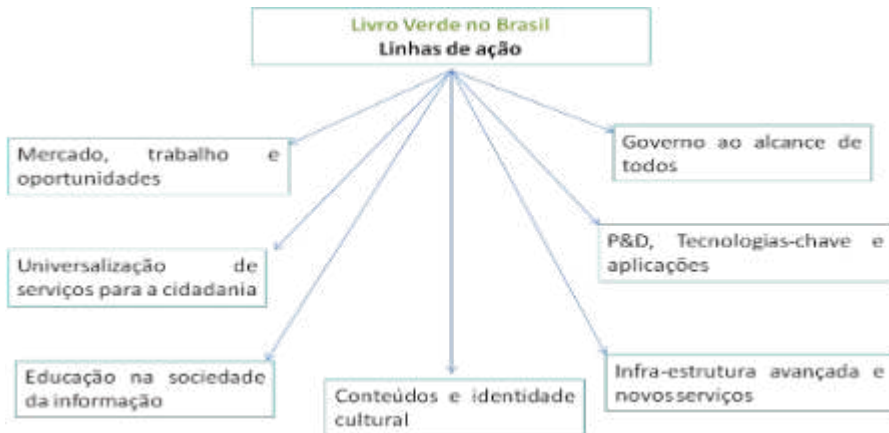 Livro Verde no Brasil
Linhas de ação
Mercado, trabalho e
oportunidades
Governo ao alcance de
todos
Universalização de
serviços para a cidadania
P&D, Tecnologias-chave e
aplicações
Educação na sociedade
da informação
Conteúdos e identidade
cultural
Infra-estrutura avançada e
novos serviços